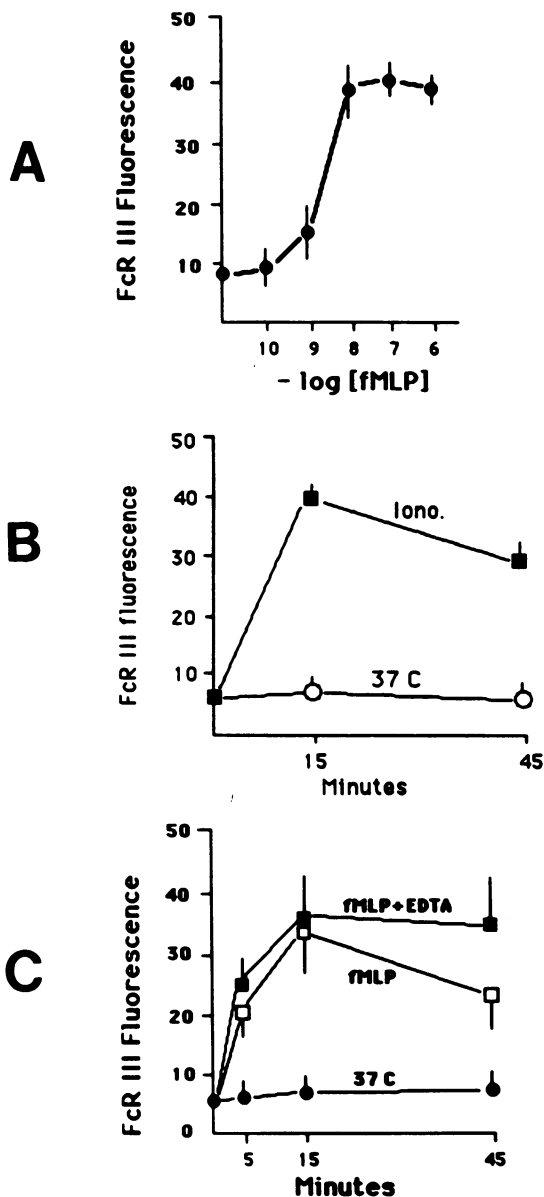 A
FcR III Fluorescence
50
40
30
20
10
10 9 8 7 6
- log [fMLP]
B
FcR III fluorescence
50
40
30
20
10
Iono.
37 C
15 45
Minutes
C
FcR III Fluorescence
50
40
30
20
10
0
fMLP+EDTA
fMLP
37 C
5 15 45
Minutes